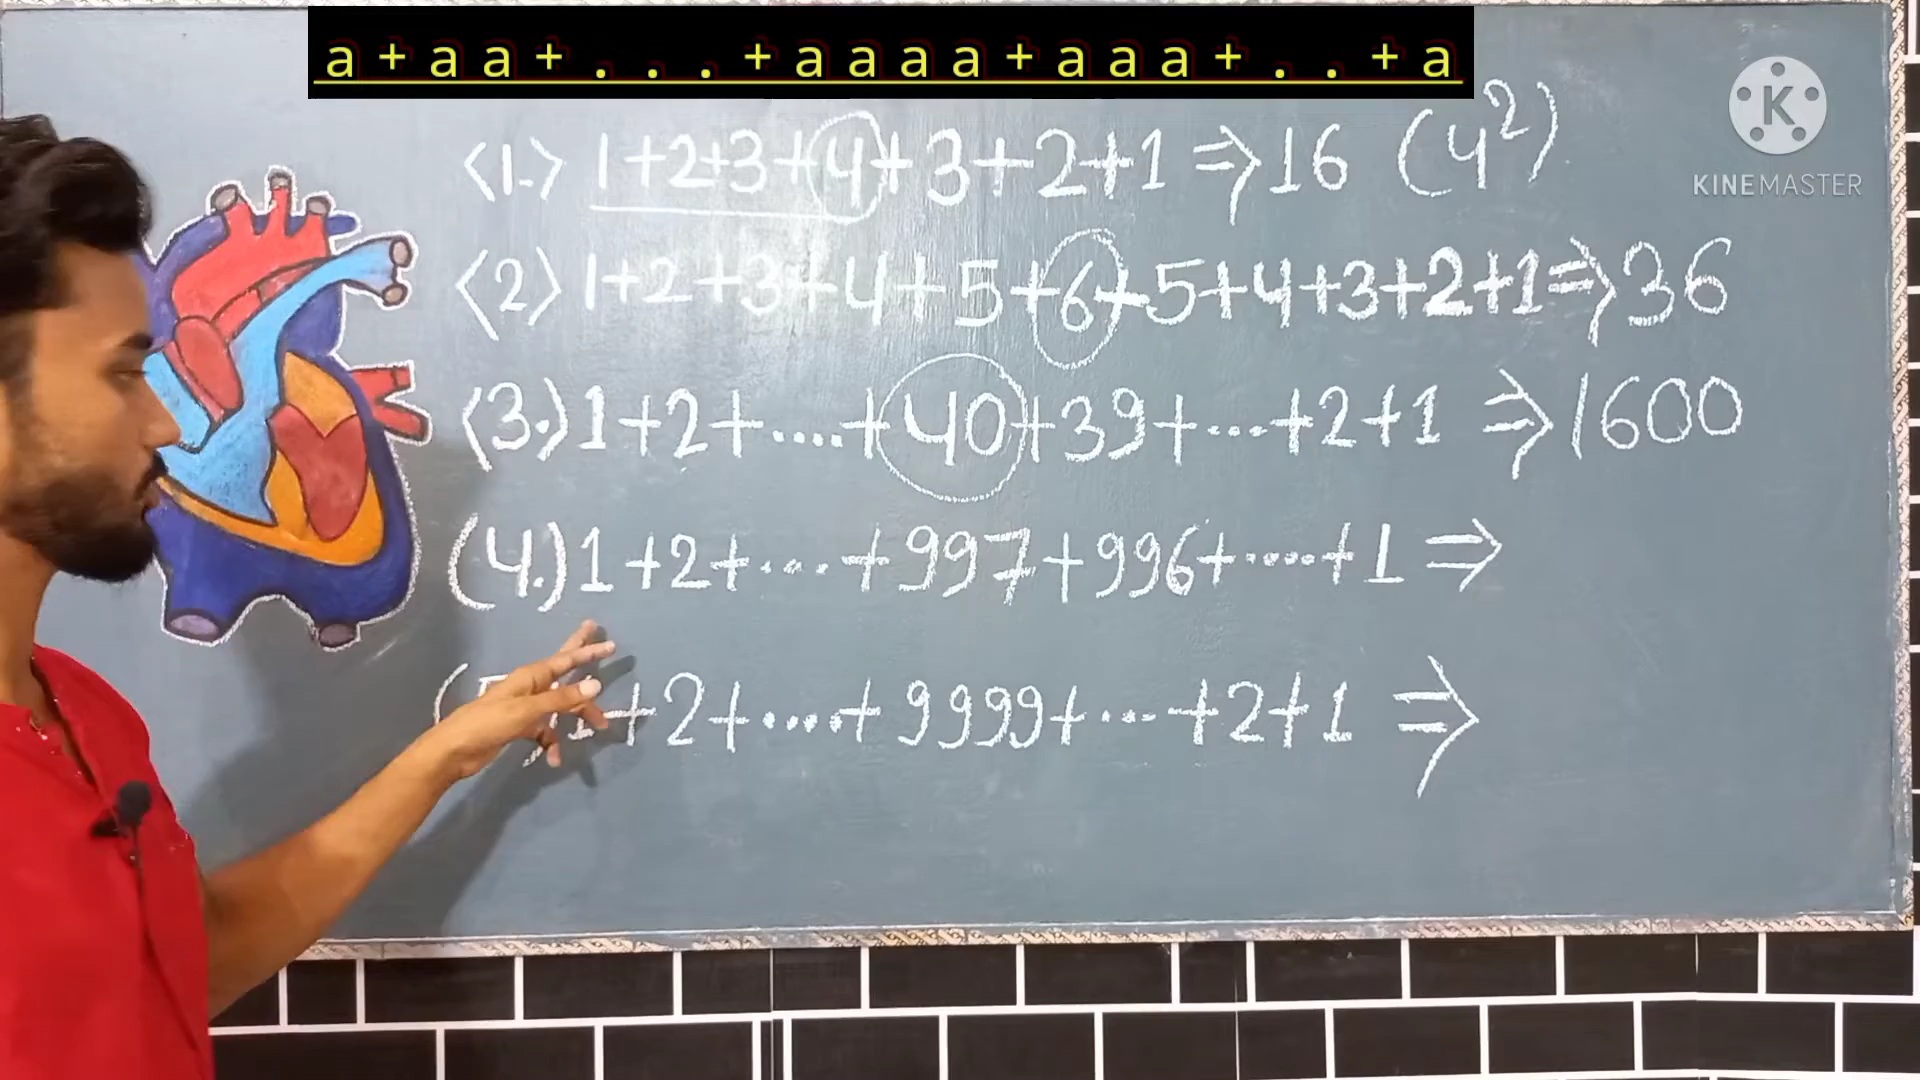 a + a a + . . . + a a a a + a a a + . . + a
K
KINEMASTER
<1.> 1+2+3+4+3+2+1 ⇒ 16 (4²)
<2> 1+2+3+4+5+6+5+4+3+2+1 ⇒ 36
<3.> 1+2+....+40+39+...+2+1 ⇒ 1600
(4.) 1+2+....+997+996+....+1 ⇒
1+2+....+9999+...+2+1 ⇒